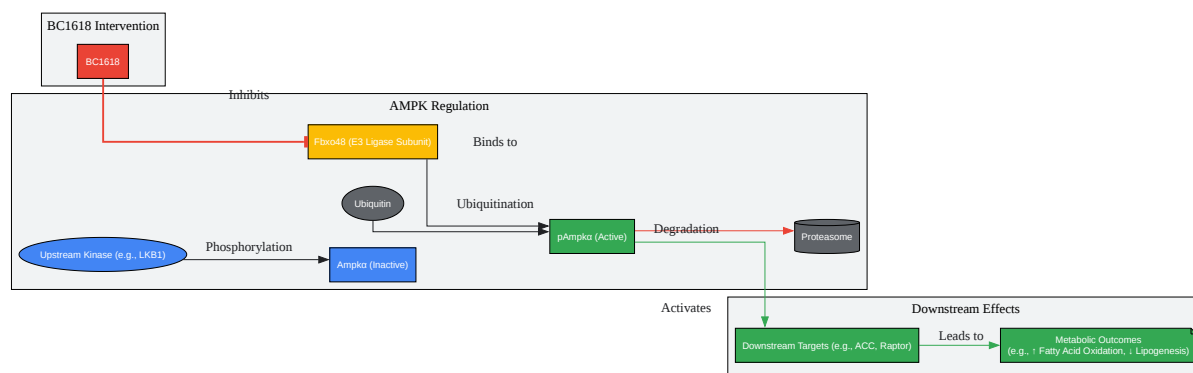 BC1618 Intervention
BC1618
Inhibits
AMPK Regulation
Fbxo48 (E3 Ligase Subunit)
Binds to
Ubiquitin
Ubiquitination
pAmpkα (Active)
Degradation
Proteasome
Upstream Kinase (e.g., LKB1)
Phosphorylation
Ampkα (Inactive)
Activates
Downstream Effects
Downstream Targets (e.g., ACC, Raptor)
Leads to
Metabolic Outcomes
(e.g., ↑ Fatty Acid Oxidation, ↓ Lipogenesis)